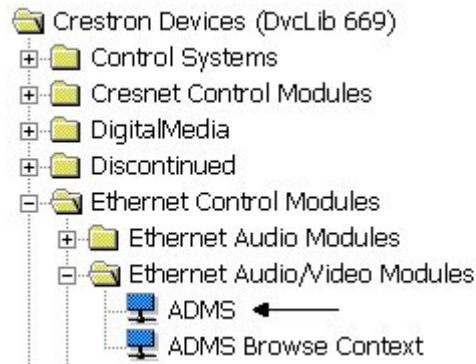 Crestron Devices (DvcLib 669)
Control Systems
Cresnet Control Modules
DigitalMedia
Discontinued
Ethernet Control Modules
Ethernet Audio Modules
Ethernet Audio/Video Modules
ADMS
ADMS Browse Context